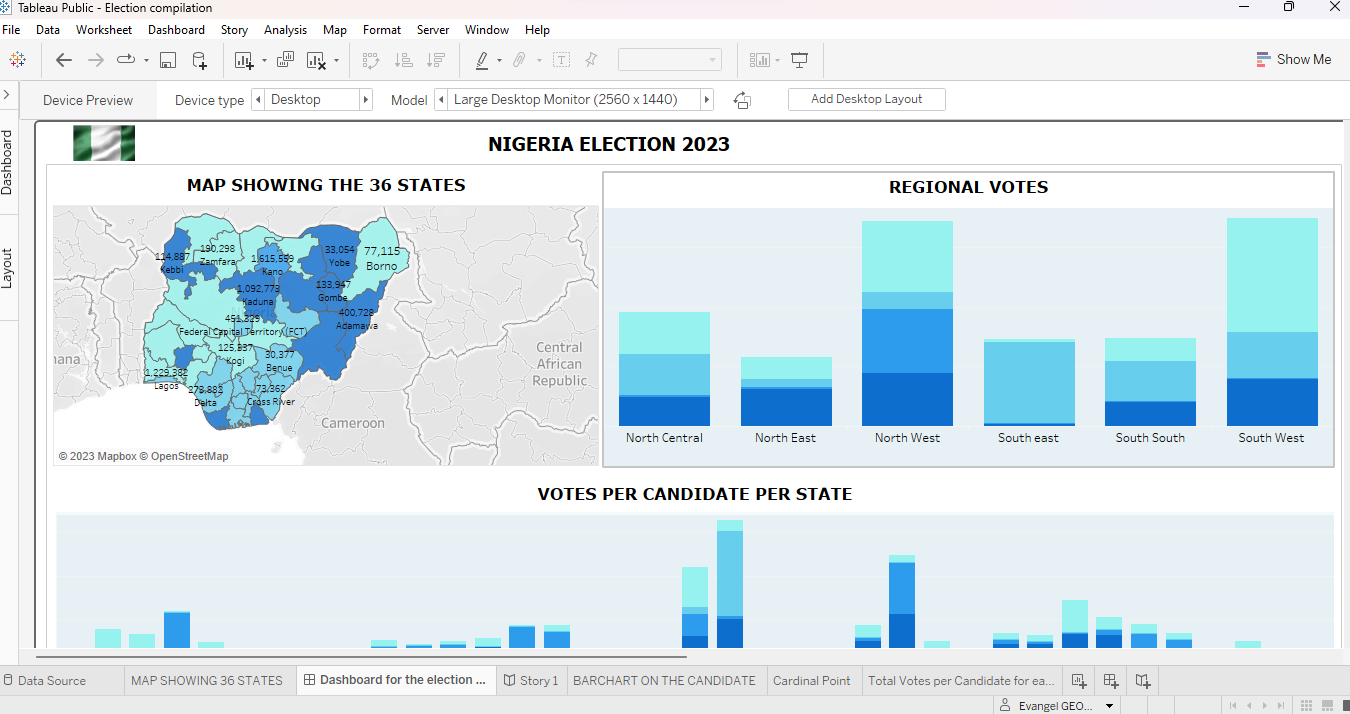 Tableau Public - Election compilation
File Data Worksheet Dashboard Story Analysis Map Format Server Window Help
Show Me
Device Preview Device type Desktop Model Large Desktop Monitor (2560 x 1440) Add Desktop Layout
Dashboard
Layout
NIGERIA ELECTION 2023
MAP SHOWING THE 36 STATES
190,298
Zamfara
114,887
Kebbi
1,615,559
Kano
33,054
Yobe
77,115
Borno
1,092,773
Kaduna
133,947
Gombe
400,728
Adamawa
451,329
Federal Capital Territory (FCT)
125,337
Kogi
30,377
Benue
1,229,382
Lagos
278,883
Delta
73,362
Cross River
ana
Central
African
Republic
Cameroon
© 2023 Mapbox © OpenStreetMap
REGIONAL VOTES
North Central North East North West South east South South South West
VOTES PER CANDIDATE PER STATE
Data Source MAP SHOWING 36 STATES Dashboard for the election ... Story 1 BARCHART ON THE CANDIDATE Cardinal Point Total Votes per Candidate for ea...
Evangel GEO...